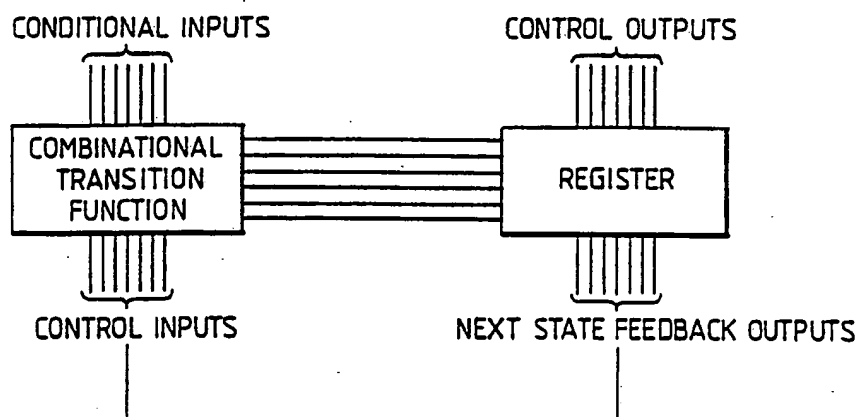 CONDITIONAL INPUTS
CONTROL OUTPUTS
COMBINATIONAL
TRANSITION
FUNCTION
REGISTER
CONTROL INPUTS
NEXT STATE FEEDBACK OUTPUTS